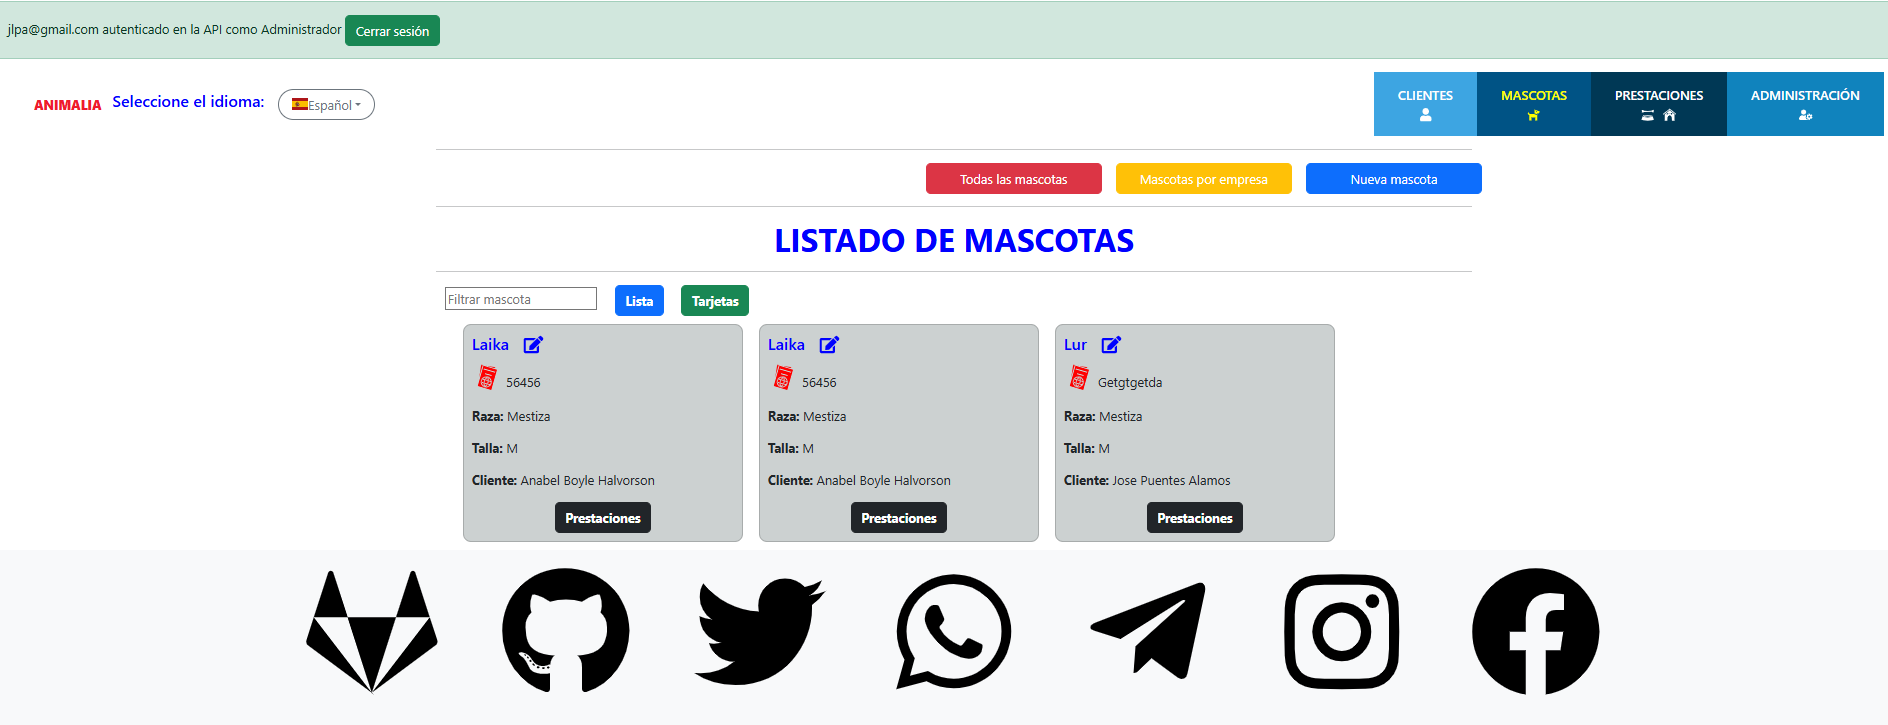 jlpa@gmail.com autenticado en la API como Administrador Cerrar sesión
ANIMALIA Seleccione el idioma: Español
CLIENTES MASCOTAS PRESTACIONES ADMINISTRACIÓN
Todas las mascotas Mascotas por empresa Nueva mascota
LISTADO DE MASCOTAS
Filtrar mascota Lista Tarjetas
Laika
56456
Raza: Mestiza
Talla: M
Cliente: Anabel Boyle Halvorson
Prestaciones
Laika
56456
Raza: Mestiza
Talla: M
Cliente: Anabel Boyle Halvorson
Prestaciones
Lur
Getgtgetda
Raza: Mestiza
Talla: M
Cliente: Jose Puentes Alamos
Prestaciones